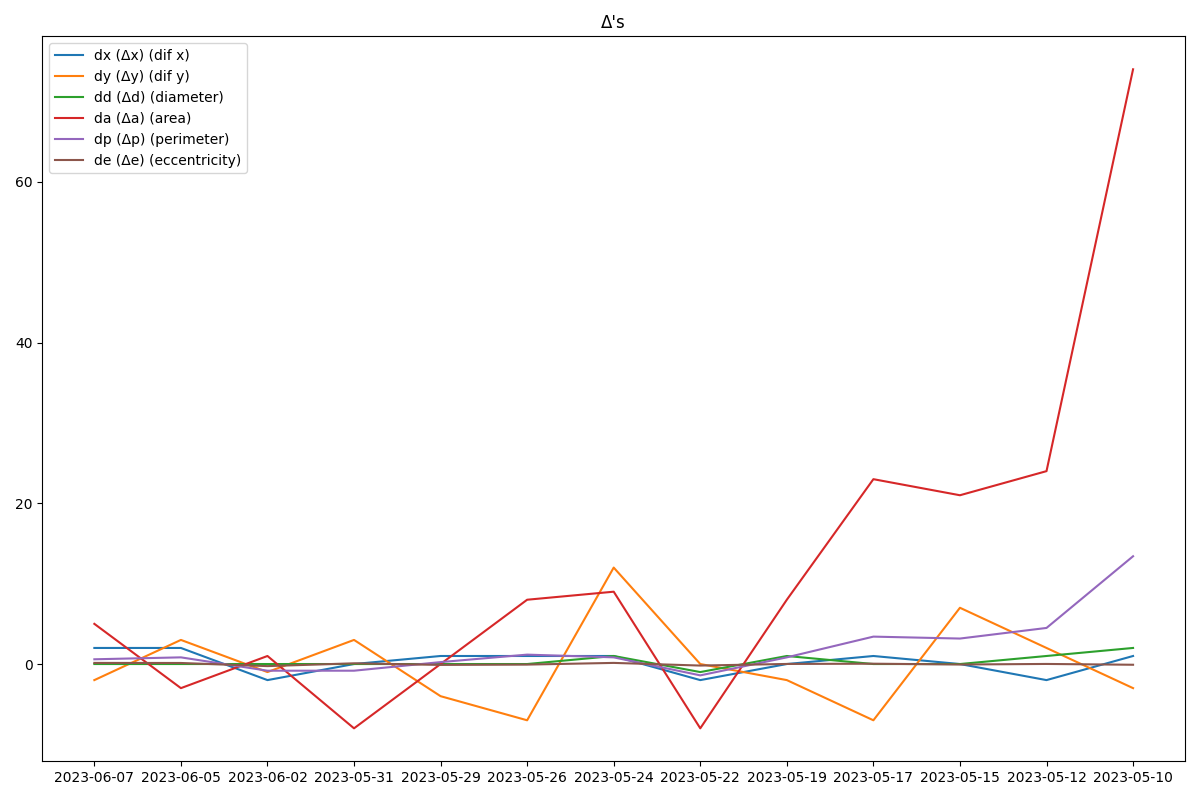 Δ's
dx (Δx) (dif x)
dy (Δy) (dif y)
dd (Δd) (diameter)
da (Δa) (area)
dp (Δp) (perimeter)
de (Δe) (eccentricity)
60
40
20
0
2023-06-07 2023-06-05 2023-06-02 2023-05-31 2023-05-29 2023-05-26 2023-05-24 2023-05-22 2023-05-19 2023-05-17 2023-05-15 2023-05-12 2023-05-10